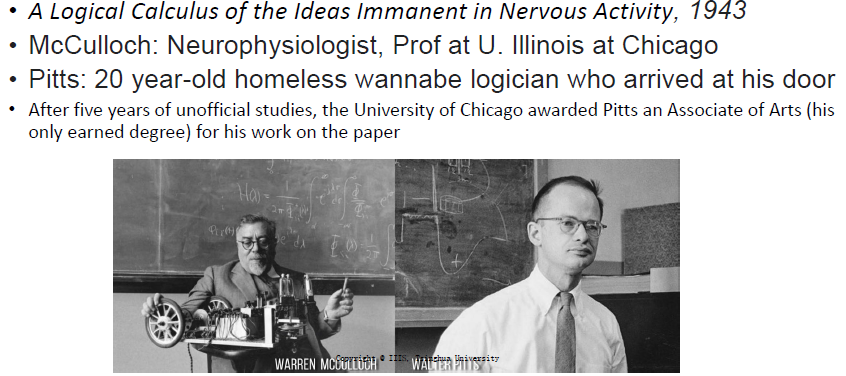 • A Logical Calculus of the Ideas Immanent in Nervous Activity, 1943
• McCulloch: Neurophysiologist, Prof at U. Illinois at Chicago
• Pitts: 20 year-old homeless wannabe logician who arrived at his door
• After five years of unofficial studies, the University of Chicago awarded Pitts an Associate of Arts (his
only earned degree) for his work on the paper
WARREN MCCULLOCH
WALTER PITTS
Copyright © IIIS, Tsinghua University